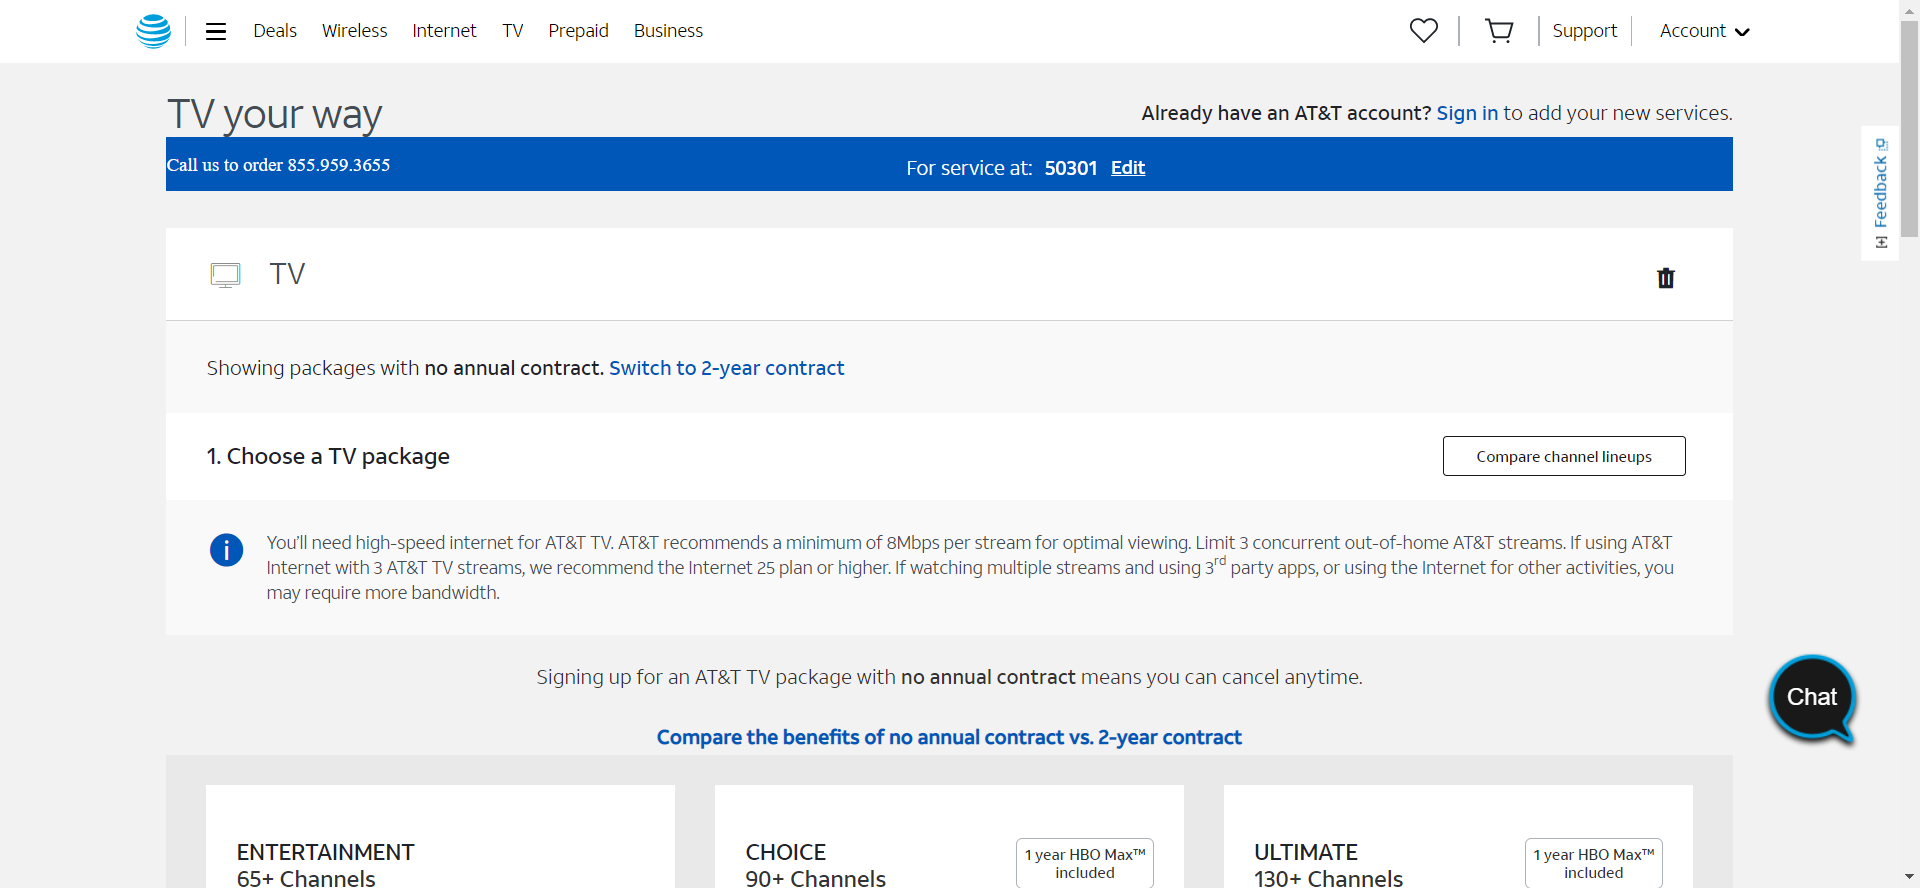 Deals Wireless Internet TV Prepaid Business Support Account
TV your way
Already have an AT&T account? Sign in to add your new services.
Call us to order 855.959.3655
For service at: 50301 Edit
[+] Feedback
TV
Showing packages with no annual contract. Switch to 2-year contract
1. Choose a TV package
Compare channel lineups
i
You'll need high-speed internet for AT&T TV. AT&T recommends a minimum of 8Mbps per stream for optimal viewing. Limit 3 concurrent out-of-home AT&T streams. If using AT&T
Internet with 3 AT&T TV streams, we recommend the Internet 25 plan or higher. If watching multiple streams and using 3rd party apps, or using the Internet for other activities, you
may require more bandwidth.
Signing up for an AT&T TV package with no annual contract means you can cancel anytime.
Chat
Compare the benefits of no annual contract vs. 2-year contract
ENTERTAINMENT
65+ Channels
CHOICE
90+ Channels
1 year HBO Max™
included
ULTIMATE
130+ Channels
1 year HBO Max™
included